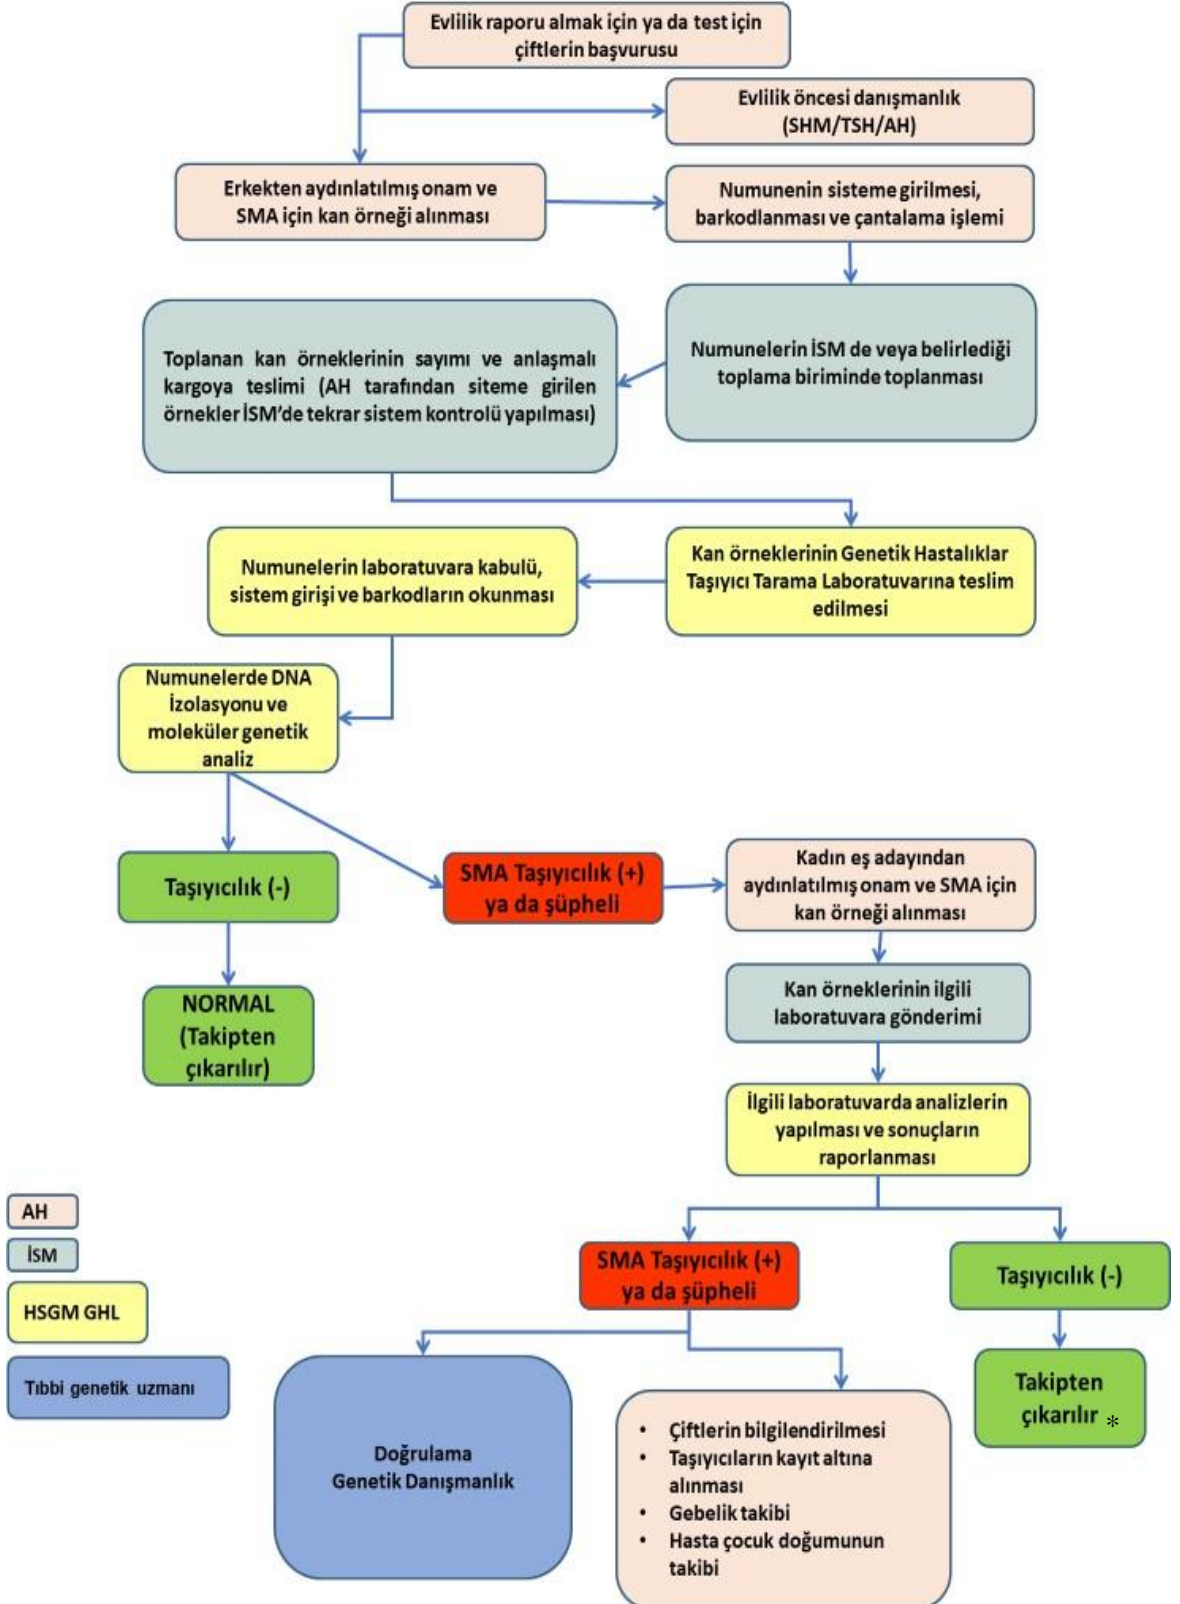 Evlilik raporu almak için ya da test için
çiftlerin başvurusu
Evlilik öncesi danışmanlık
(SHM/TSH/AH)
Erkekten aydınlatılmış onam ve
SMA için kan örneği alınması
Numunenin sisteme girilmesi,
barkodlanması ve çantalama işlemi
Numunelerin İSM de veya belirlediği
toplama biriminde toplanması
Toplanan kan örneklerinin sayımı ve anlaşmalı
kargoya teslimi (AH tarafından siteme girilen
örnekler İSM’de tekrar sistem kontrolü yapılması)
Kan örneklerinin Genetik Hastalıklar
Taşıyıcı Tarama Laboratuvarına teslim
edilmesi
Numunelerin laboratuvara kabulü,
sistem girişi ve barkodların okunması
Numunelerde DNA
İzolasyonu ve
moleküler genetik
analiz
Taşıyıcılık (-)
SMA Taşıyıcılık (+)
ya da şüpheli
Kadın eş adayından
aydınlatılmış onam ve SMA için
kan örneği alınması
NORMAL
(Takipten
çıkarılır)
Kan örneklerinin ilgili
laboratuvara gönderimi
İlgili laboratuvarda analizlerin
yapılması ve sonuçların
raporlanması
AH
İSM
HSGM GHL
Tıbbi genetik uzmanı
SMA Taşıyıcılık (+)
ya da şüpheli
Taşıyıcılık (-)
Takipten
çıkarılır *
Doğrulama
Genetik Danışmanlık
• Çiftlerin bilgilendirilmesi
• Taşıyıcıların kayıt altına
alınması
• Gebelik takibi
• Hasta çocuk doğumunun
takibi